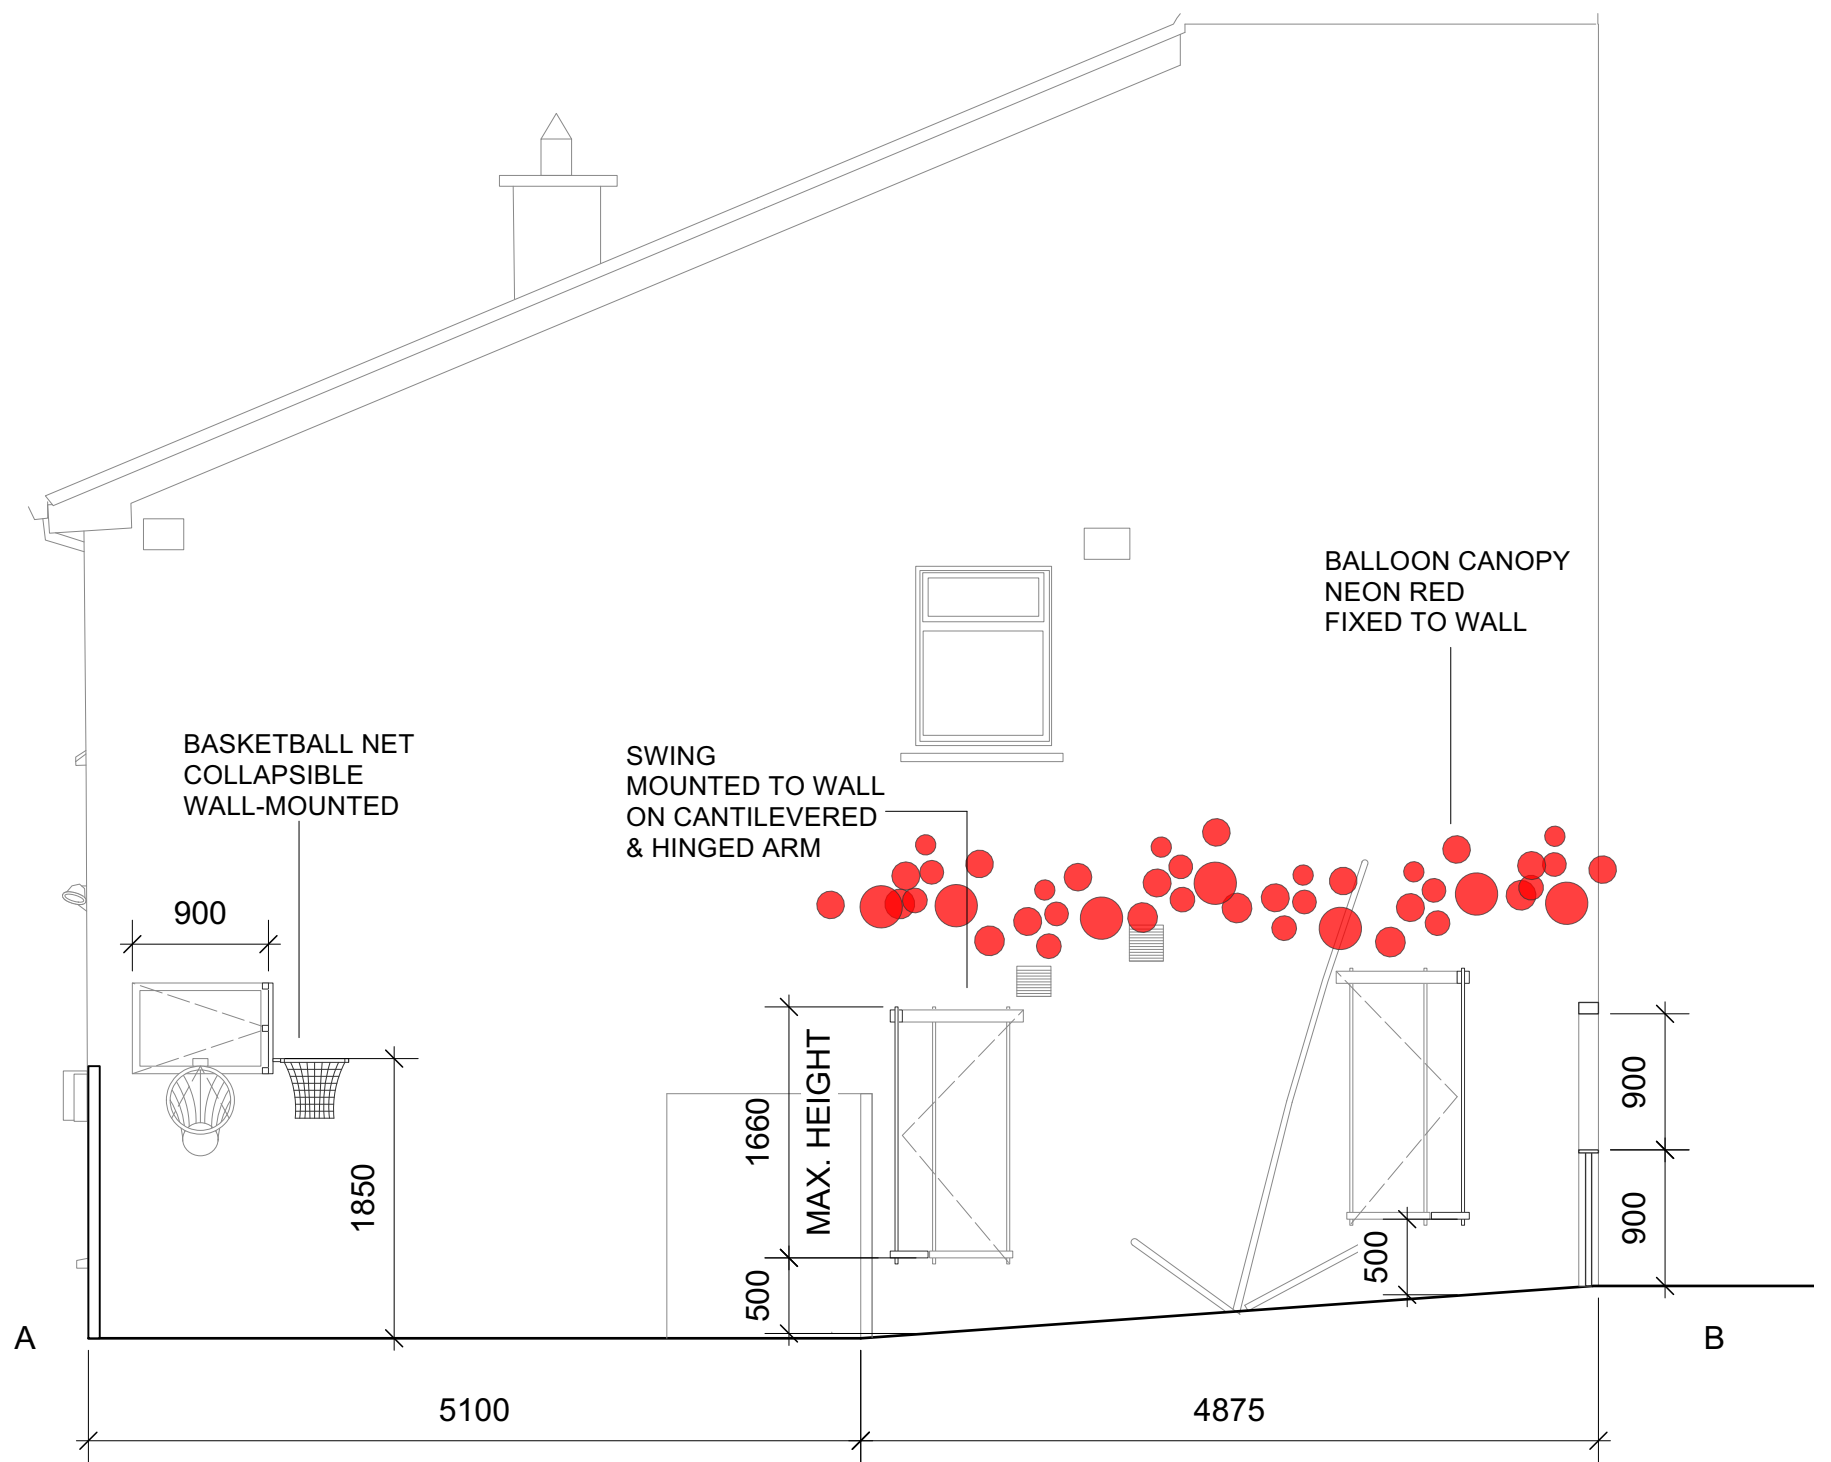 BALLOON CANOPY
NEON RED
FIXED TO WALL
BASKETBALL NET
COLLAPSIBLE
WALL-MOUNTED
SWING
MOUNTED TO WALL
ON CANTILEVERED
& HINGED ARM
900
1850
1660
MAX. HEIGHT
500
500
900
900
A
B
5100
4875